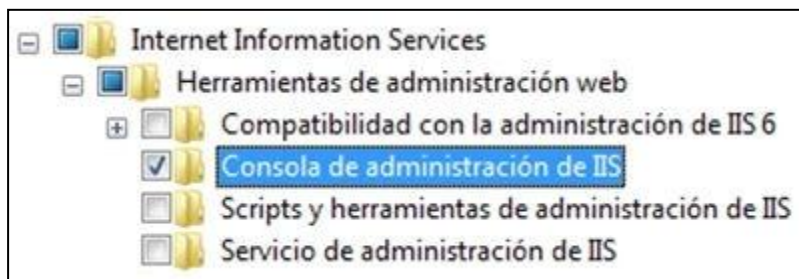 Internet Information Services
Herramientas de administración web
Compatibilidad con la administración de IIS 6
Consola de administración de IIS
Scripts y herramientas de administración de IIS
Servicio de administración de IIS